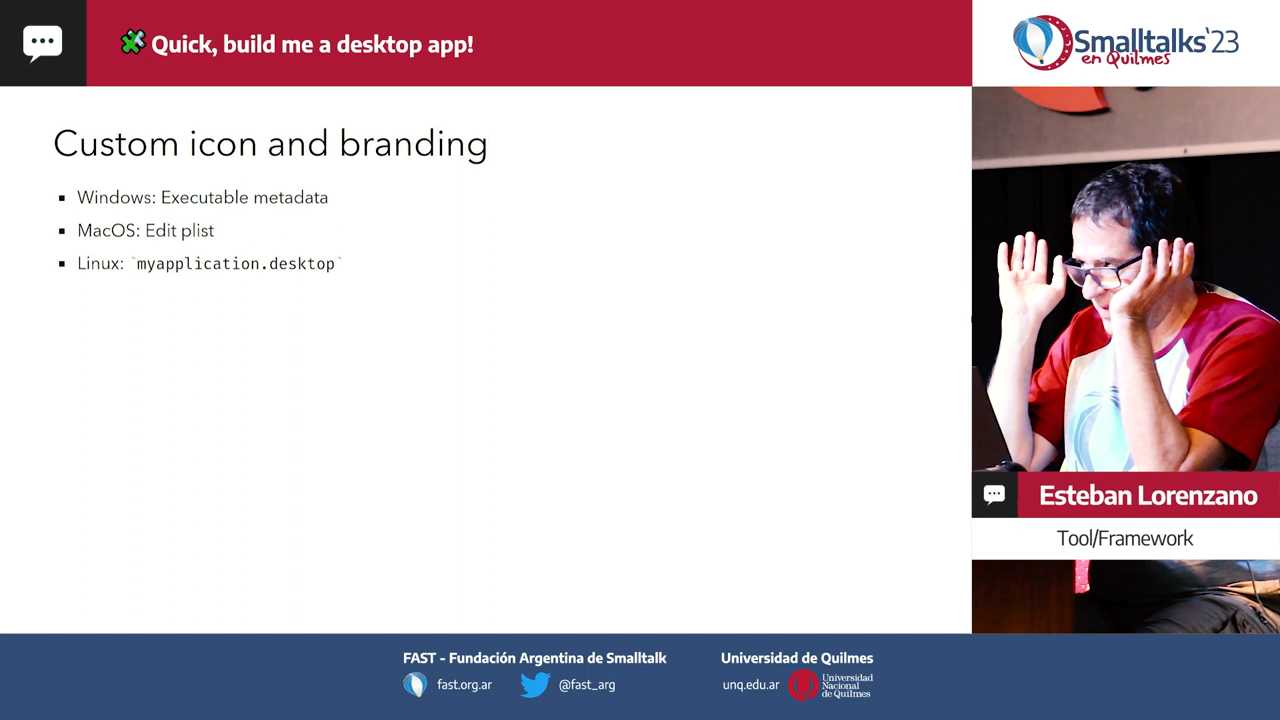 Quick, build me a desktop app!
Smalltalks'23
en Quilmes
Custom icon and branding
▪ Windows: Executable metadata
▪ MacOS: Edit plist
▪ Linux: `myapplication.desktop`
Esteban Lorenzano
Tool/Framework
FAST - Fundación Argentina de Smalltalk
fast.org.ar
@fast_arg
Universidad de Quilmes
unq.edu.ar
Universidad
Nacional
de Quilmes